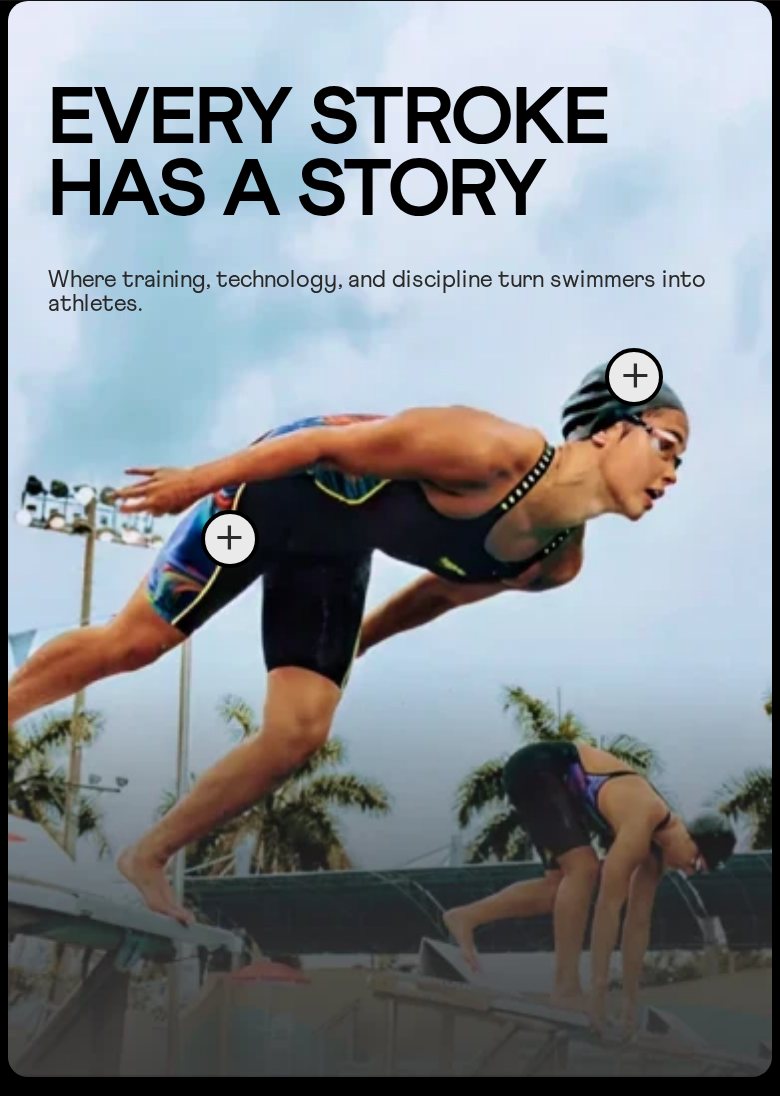 EVERY STROKE
HAS A STORY
Where training, technology, and discipline turn swimmers into
athletes.